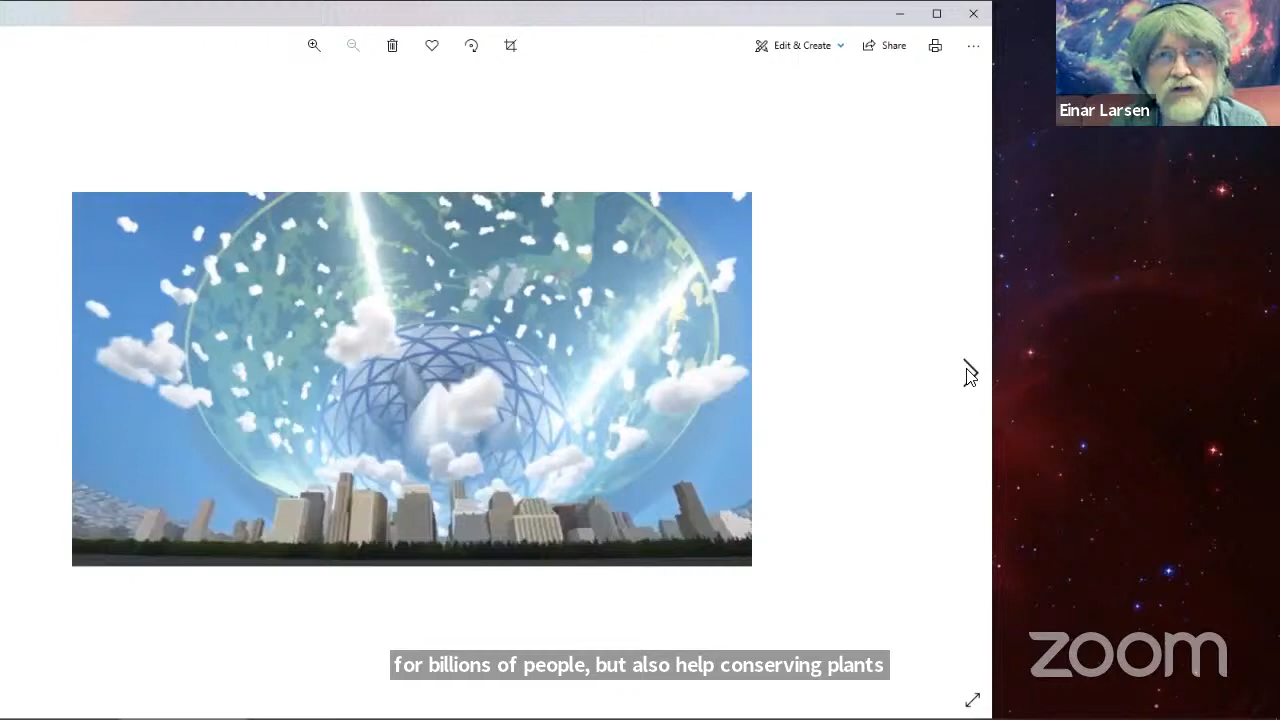 Edit & Create
Share
Einar Larsen
for billions of people, but also help conserving plants
zoom